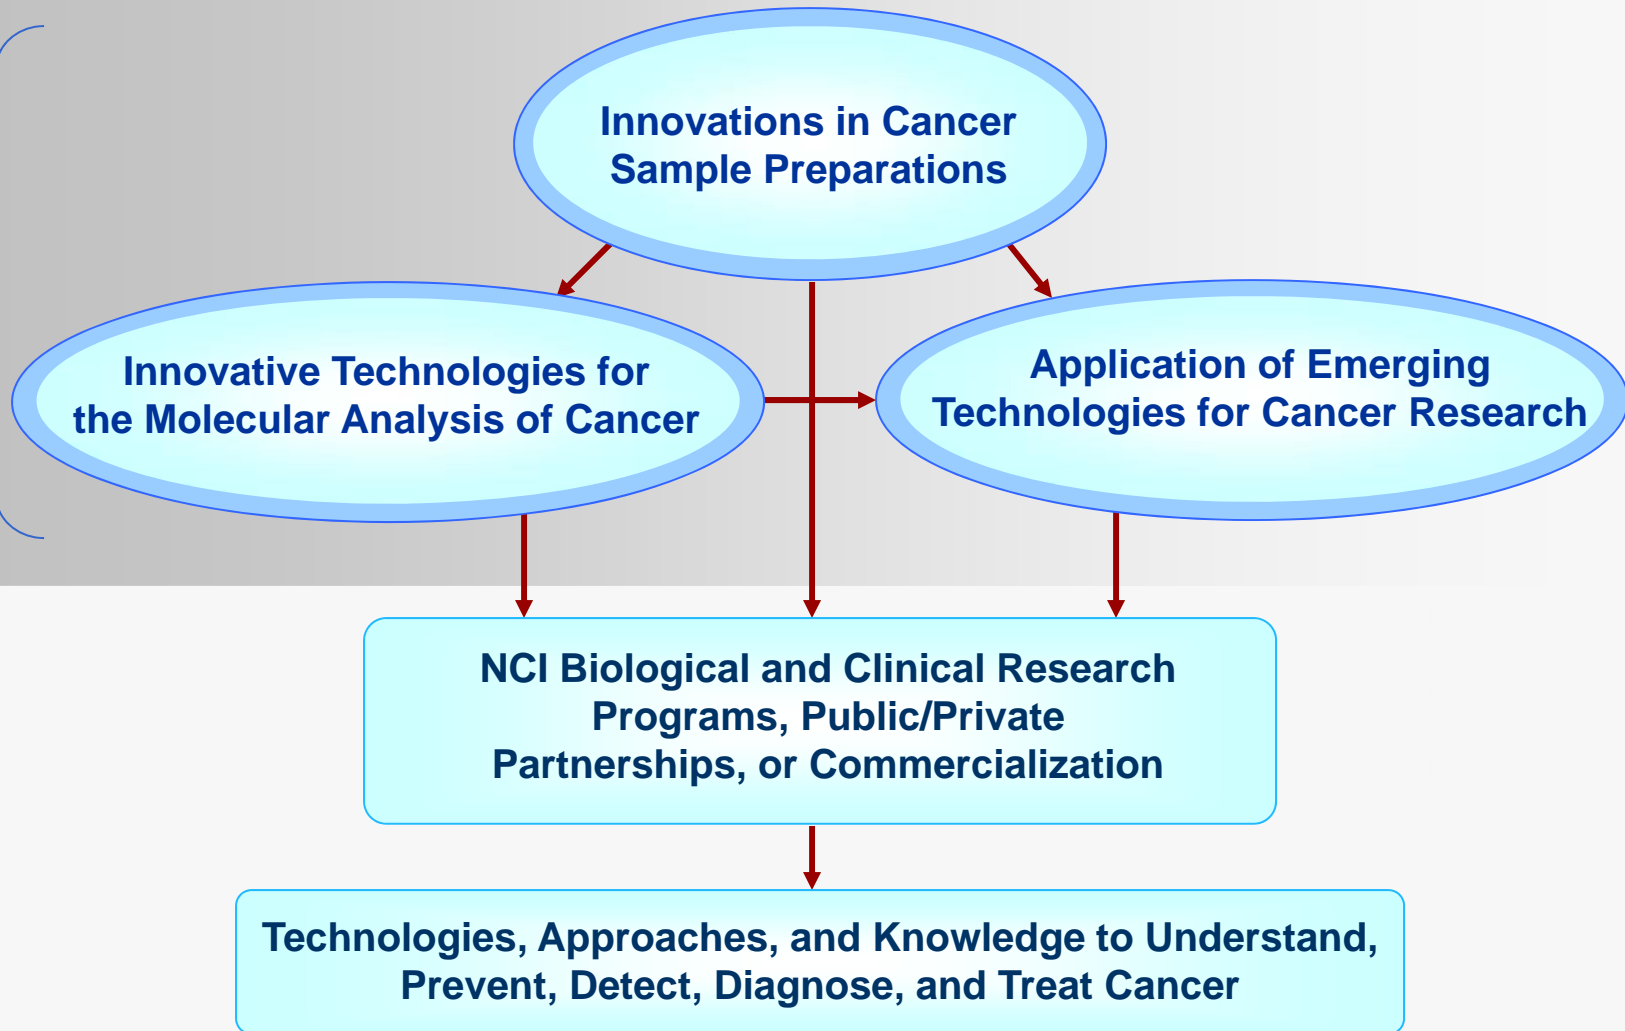 Innovations in Cancer
Sample Preparations
Innovative Technologies for
the Molecular Analysis of Cancer
Application of Emerging
Technologies for Cancer Research
NCI Biological and Clinical Research
Programs, Public/Private
Partnerships, or Commercialization
Technologies, Approaches, and Knowledge to Understand,
Prevent, Detect, Diagnose, and Treat Cancer